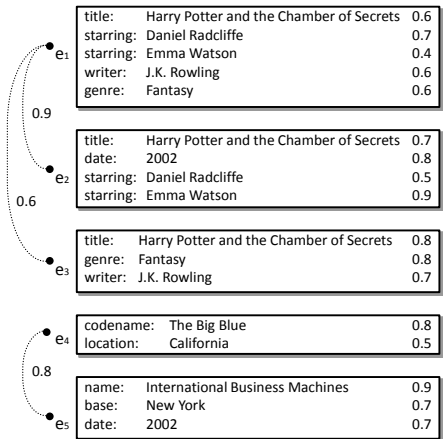 title: Harry Potter and the Chamber of Secrets 0.6
starring: Daniel Radcliffe 0.7
e1 starring: Emma Watson 0.4
writer: J.K. Rowling 0.6
genre: Fantasy 0.6
0.9
title: Harry Potter and the Chamber of Secrets 0.7
date: 2002 0.8
e2 starring: Daniel Radcliffe 0.5
starring: Emma Watson 0.9
0.6
title: Harry Potter and the Chamber of Secrets 0.8
genre: Fantasy 0.8
e3 writer: J.K. Rowling 0.7
codename: The Big Blue 0.8
e4 location: California 0.5
0.8
name: International Business Machines 0.9
base: New York 0.7
e5 date: 2002 0.7